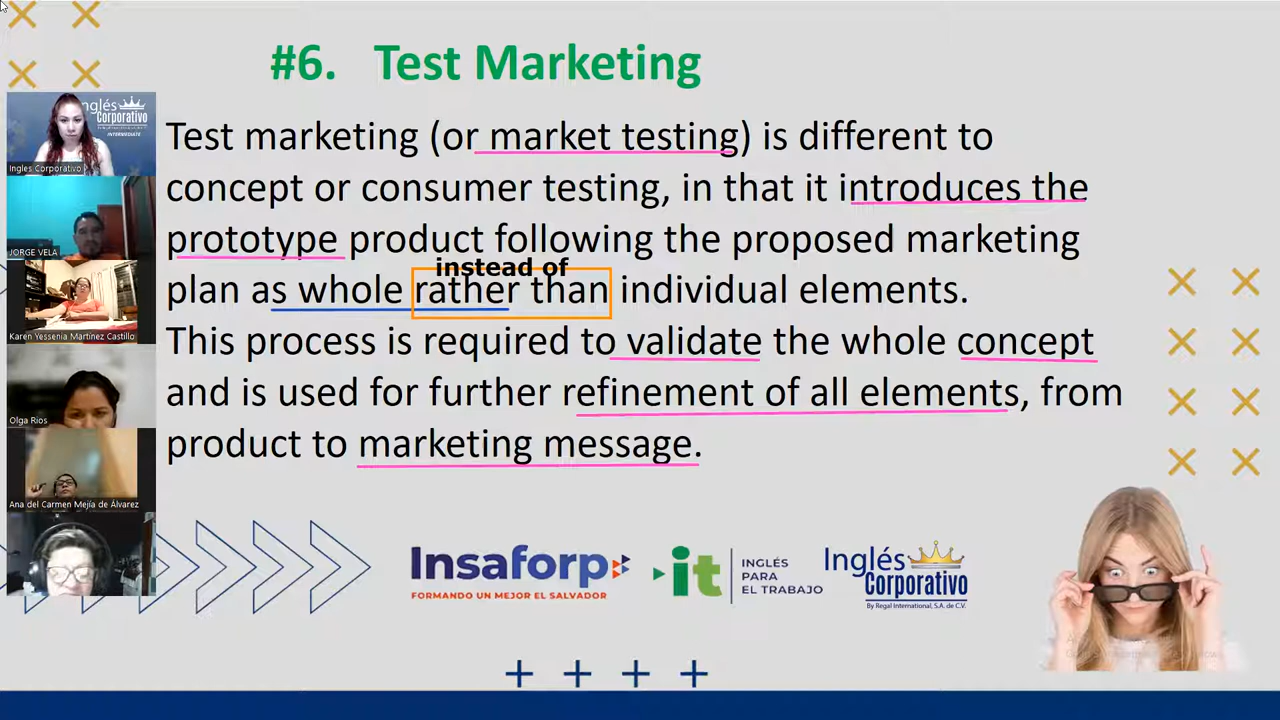 #6. Test Marketing
Test marketing (or market testing) is different to
concept or consumer testing, in that it introduces the
prototype product following the proposed marketing
instead of
plan as whole rather than individual elements.
This process is required to validate the whole concept
and is used for further refinement of all elements, from
product to marketing message.
Inglés
Corporativo
INTERMEDIATE
Ingles Corporativo
JORGE VELA
Karen Yessenia Martínez Castillo
Olga Rios
Ana del Carmen Mejía de Álvarez
Insaforp
FORMANDO UN MEJOR EL SALVADOR
it
INGLÉS
PARA
EL TRABAJO
Inglés
Corporativo
By Regal International, S.A. de C.V.